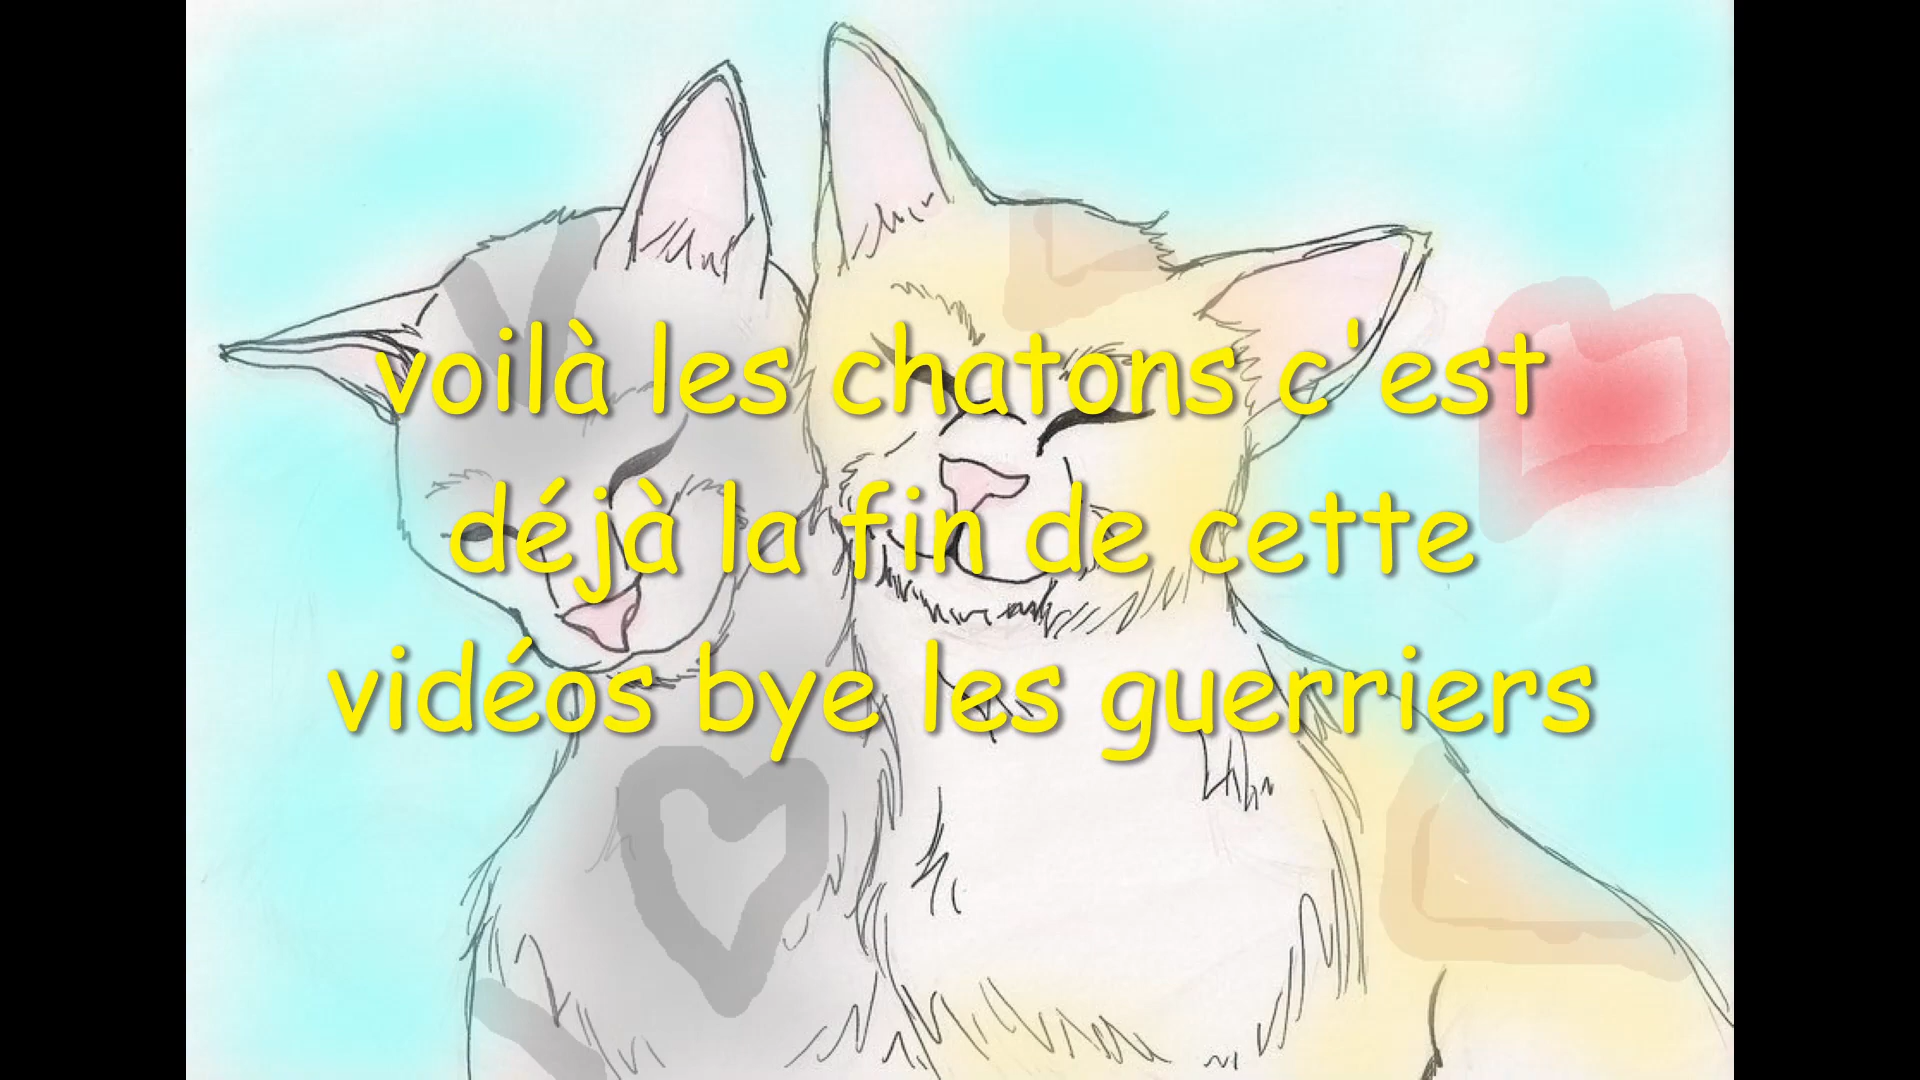 voilà les chatons c'est
déjà la fin de cette
vidéos bye les guerriers